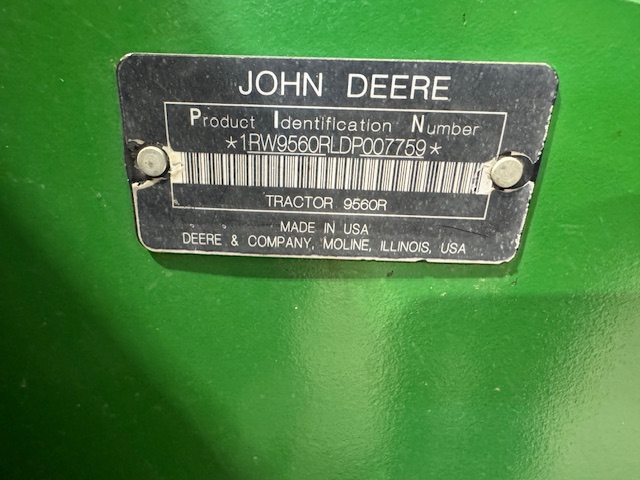 JOHN DEERE
Product Identification Number
*1RW9560RLDP007759*
TRACTOR 9560R
MADE IN USA
DEERE & COMPANY, MOLINE, ILLINOIS, USA